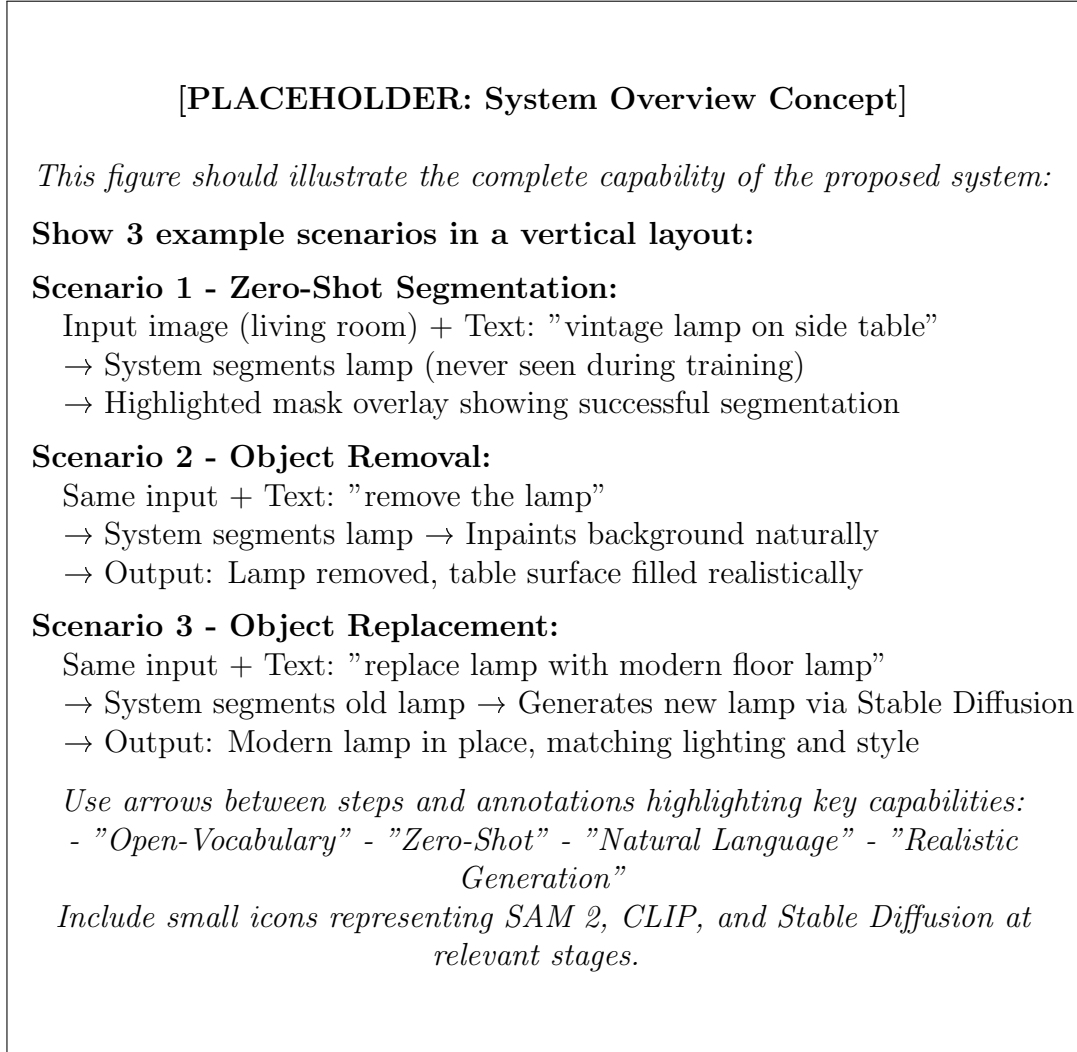 [PLACEHOLDER: System Overview Concept]
This figure should illustrate the complete capability of the proposed system:
Show 3 example scenarios in a vertical layout:
Scenario 1 - Zero-Shot Segmentation:
Input image (living room) + Text: ”vintage lamp on side table”
→ System segments lamp (never seen during training)
→ Highlighted mask overlay showing successful segmentation
Scenario 2 - Object Removal:
Same input + Text: ”remove the lamp”
→ System segments lamp → Inpaints background naturally
→ Output: Lamp removed, table surface filled realistically
Scenario 3 - Object Replacement:
Same input + Text: ”replace lamp with modern floor lamp”
→ System segments old lamp → Generates new lamp via Stable Diffusion
→ Output: Modern lamp in place, matching lighting and style
Use arrows between steps and annotations highlighting key capabilities:
- ”Open-Vocabulary” - ”Zero-Shot” - ”Natural Language” - ”Realistic
Generation”
Include small icons representing SAM 2, CLIP, and Stable Diffusion at
relevant stages.